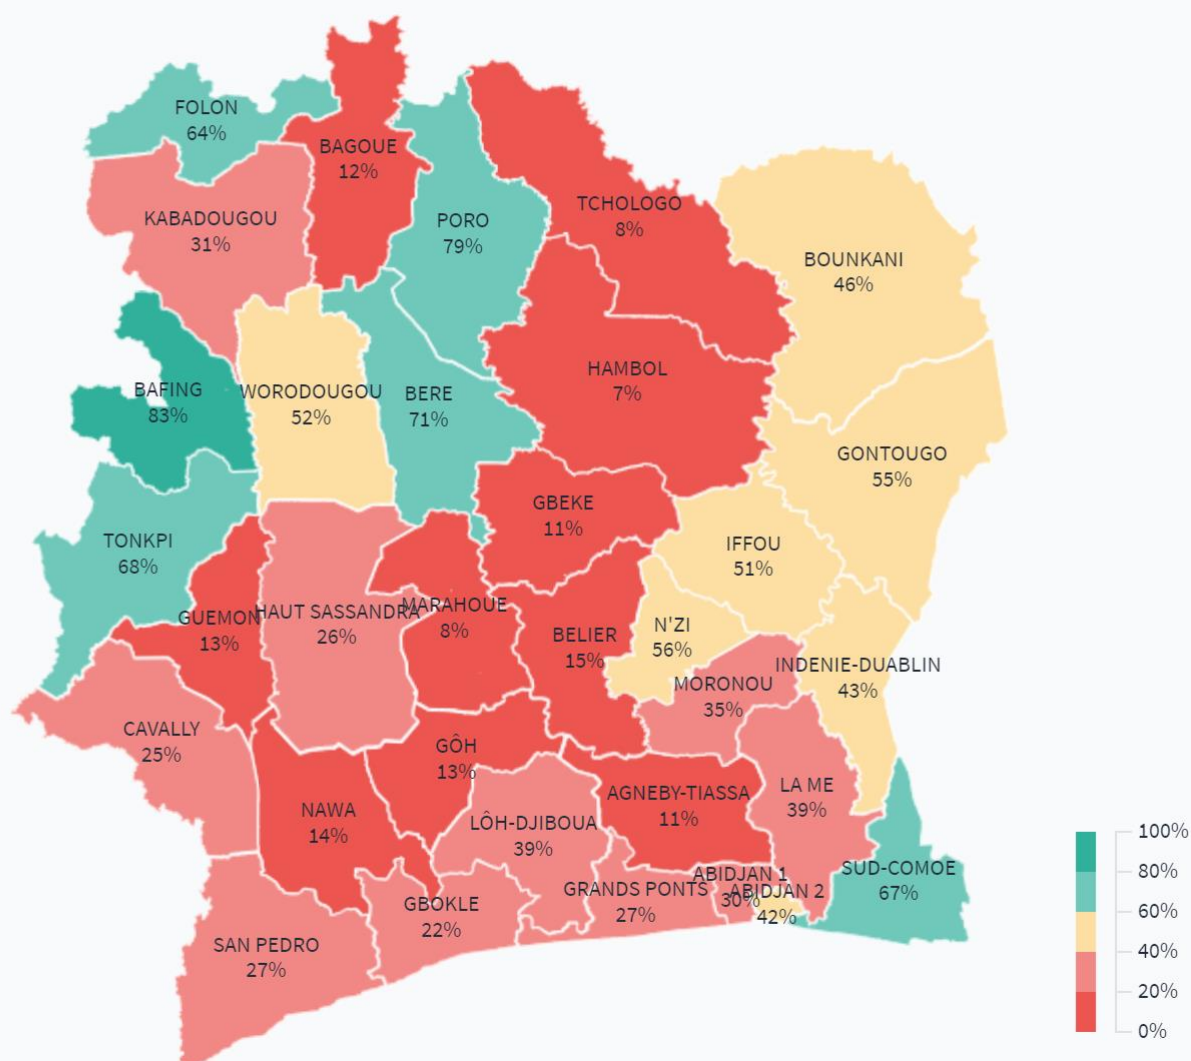 FOLON
64%
BAGOUE
12%
KABADOUGOU
31%
PORO
79%
TCHOLOGO
8%
BOUNKANI
46%
BAFING
83%
WORODOUGOU
52%
BERE
71%
HAMBOL
7%
GONTOUGO
55%
TONKPI
68%
GBEKE
11%
IFFOU
51%
GUEMON
13%
HAUT SASSANDRA
26%
MARAHOUE
8%
BELIER
15%
N'ZI
56%
INDENIE-DUABLIN
43%
MORONOU
35%
CAVALLY
25%
GÔH
13%
NAWA
14%
LÔH-DJIBOUA
39%
AGNEBY-TIASSA
11%
LA ME
39%
SUD-COMOE
67%
ABIDJAN 1
30%
ABIDJAN 2
42%
GRANDS PONTS
27%
GBOKLE
22%
SAN PEDRO
27%
100%
80%
60%
40%
20%
0%